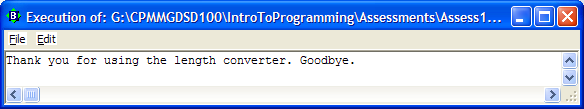 Execution of: G:\CPMMGDSD100\IntroToProgramming\Assessments\Assess1...
File Edit
Thank you for using the length converter. Goodbye.